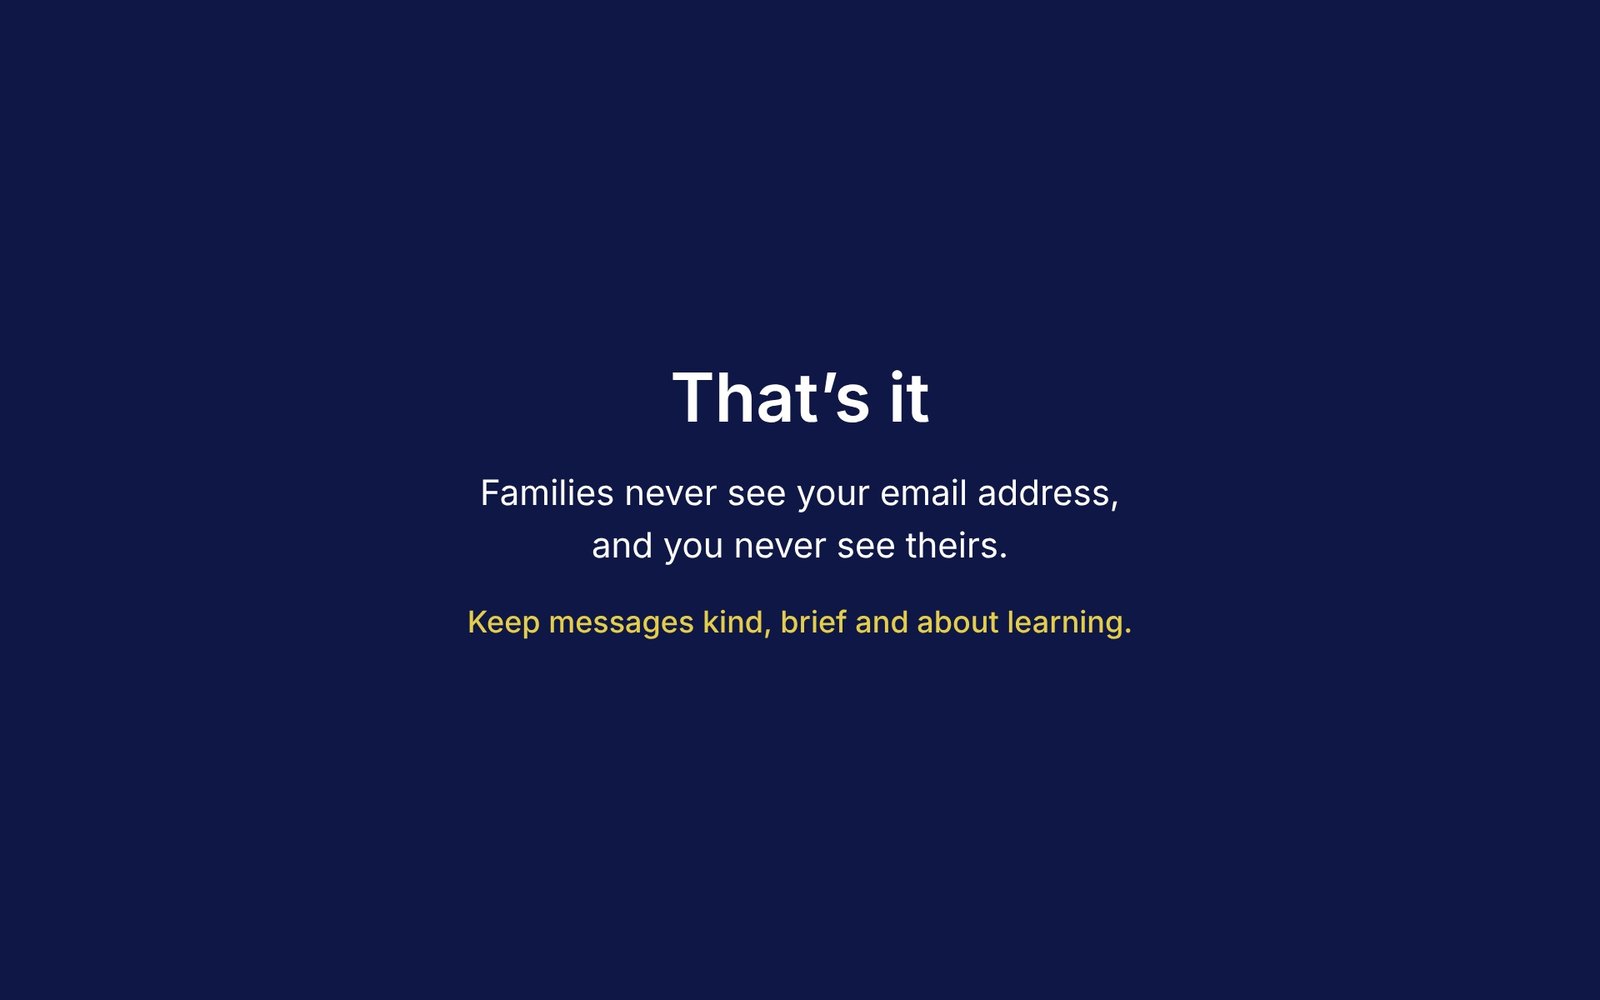 That’s it
Families never see your email address,
and you never see theirs.
Keep messages kind, brief and about learning.